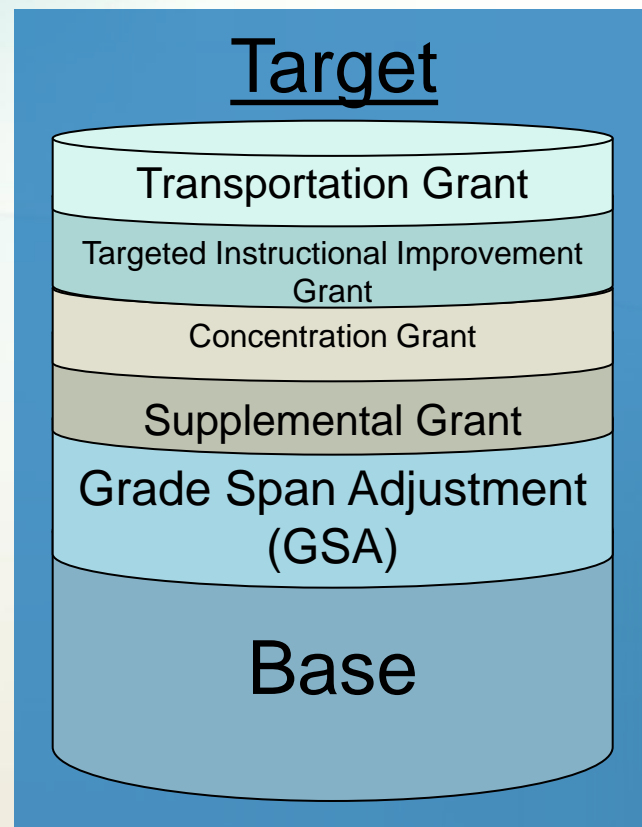 Target
Transportation Grant
Targeted Instructional Improvement
Grant
Concentration Grant
Supplemental Grant
Grade Span Adjustment
(GSA)
Base